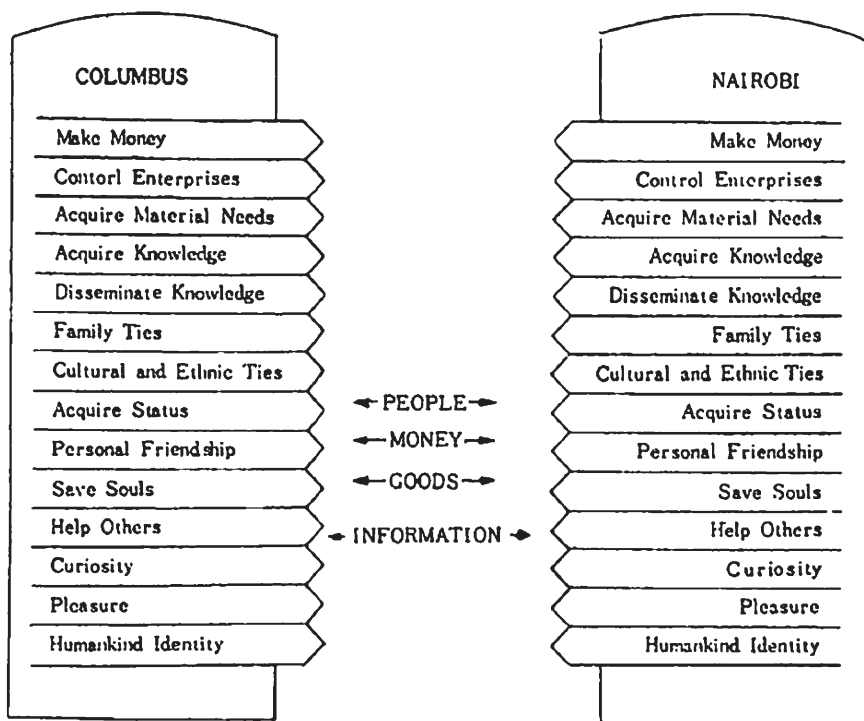 COLUMBUS
Make Money
Contorl Enterprises
Acquire Material Needs
Acquire Knowledge
Disseminate Knowledge
Family Ties
Cultural and Ethnic Ties
Acquire Status
Personal Friendship
Save Souls
Help Others
Curiosity
Pleasure
Humankind Identity
PEOPLE
MONEY
GOODS
INFORMATION
NAIROBI
Make Money
Control Enterprises
Acquire Material Needs
Acquire Knowledge
Disseminate Knowledge
Family Ties
Cultural and Ethnic Ties
Acquire Status
Personal Friendship
Save Souls
Help Others
Curiosity
Pleasure
Humankind Identity